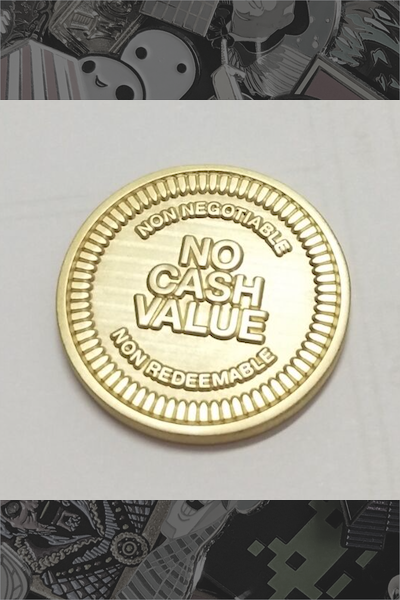 NON NEGOTIABLE
NO
CASH
VALUE
NON REDEEMABLE